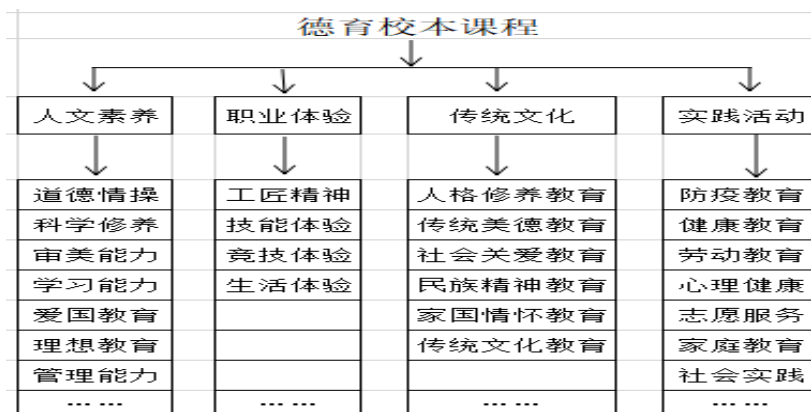 德育校本课程
人文素养 职业体验 传统文化 实践活动
道德情操 工匠精神 人格修养教育 防疫教育
科学修养 技能体验 传统美德教育 健康教育
审美能力 竞技体验 社会关爱教育 劳动教育
学习能力 生活体验 民族精神教育 心理健康
爱国教育 家国情怀教育 志愿服务
理想教育 传统文化教育 家庭教育
管理能力 社会实践
…… …… …… ……